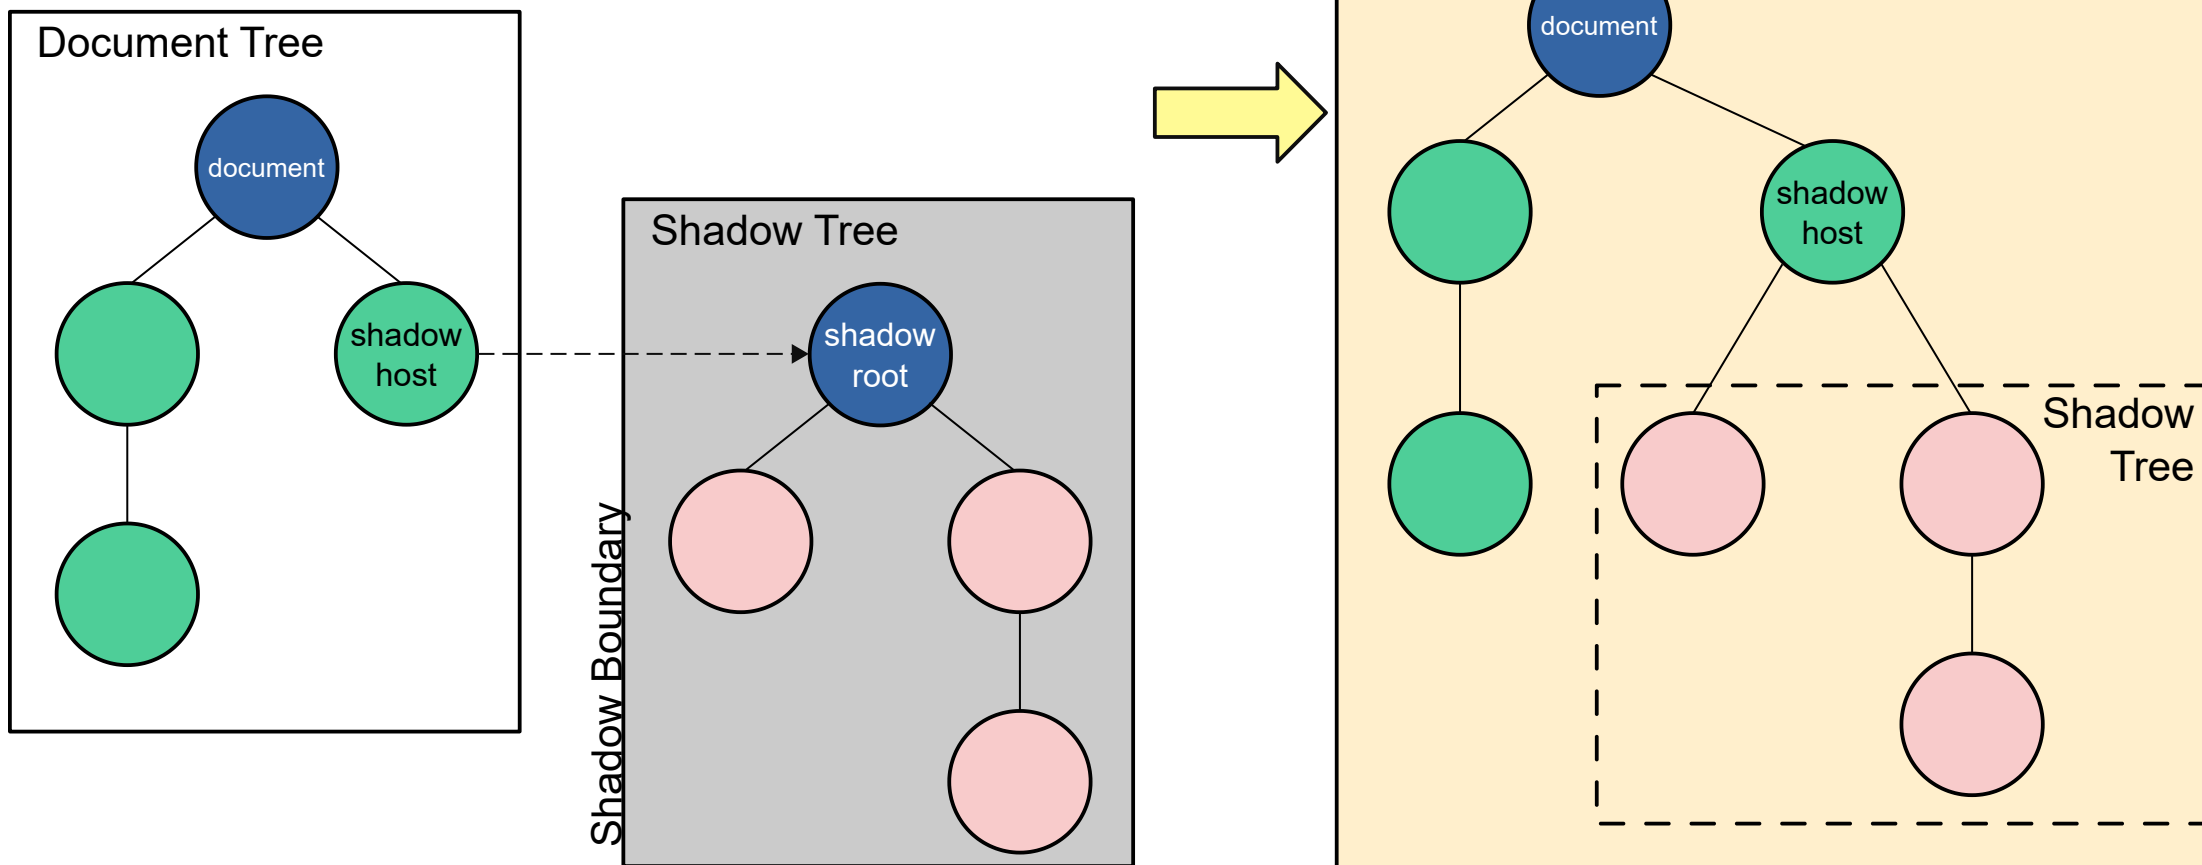 Document Tree
document
shadow
host
Shadow Tree
shadow
root
Shadow Boundary
document
shadow
host
Shadow
Tree